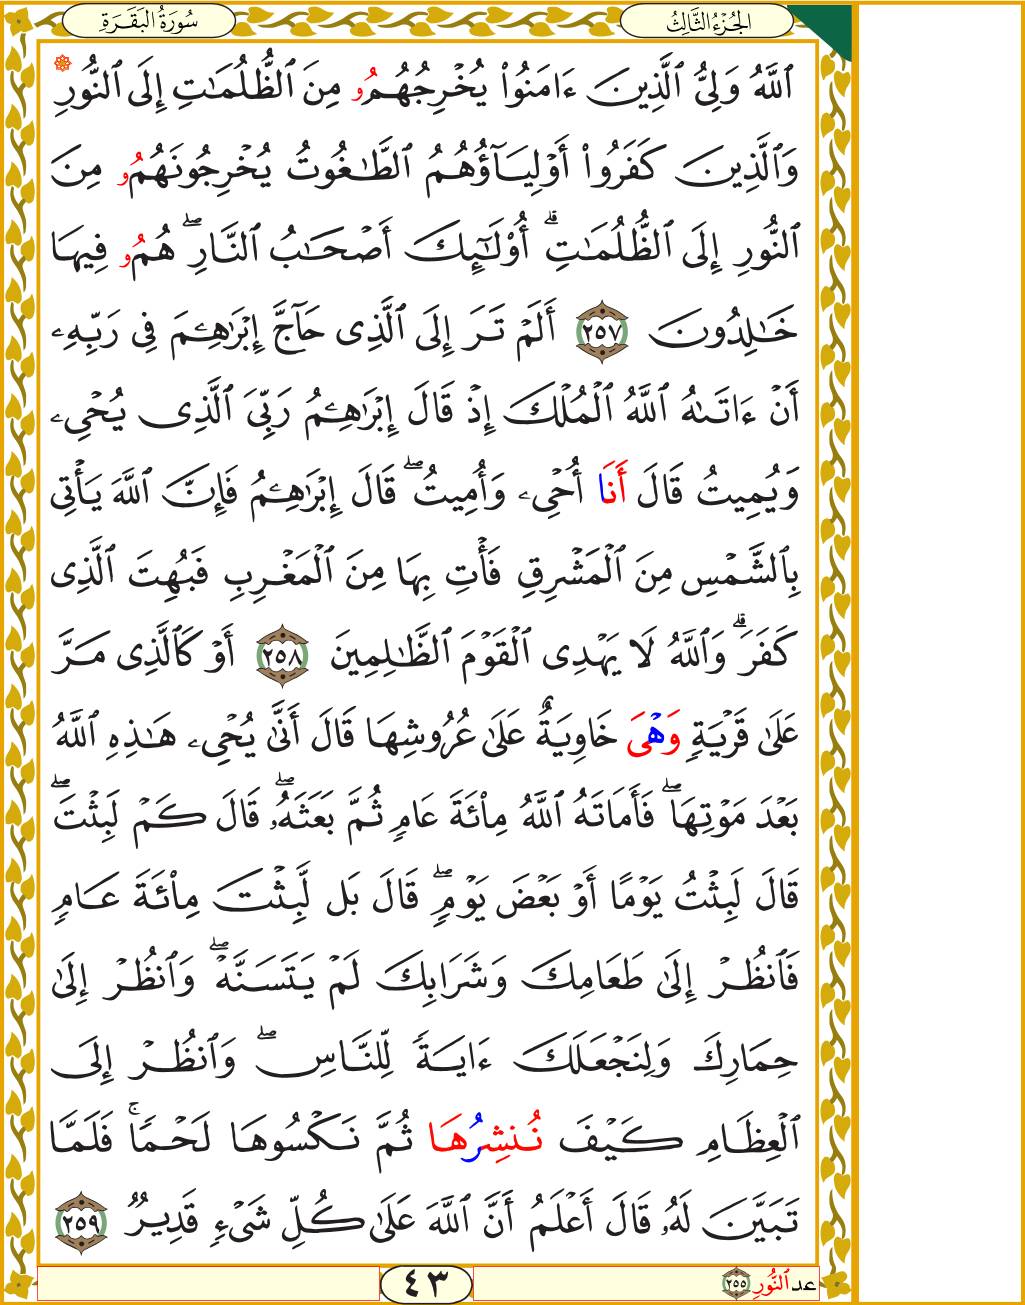 الجُزْءُ الثَّالِثُ
سُورَةُ البَقَرَةِ
ٱللَّهُ وَلِيُّ ٱلَّذِينَ ءَامَنُواْ يُخْرِجُهُمُو مِنَ ٱلظُّلُمَٰتِ إِلَى ٱلنُّورِ ۞
وَٱلَّذِينَ كَفَرُواْ أَوْلِيَآؤُهُمُ ٱلطَّٰغُوتُ يُخْرِجُونَهُمُو مِنَ
ٱلنُّورِ إِلَى ٱلظُّلُمَٰتِۗ أُوْلَٰٓئِكَ أَصْحَٰبُ ٱلنَّارِۖ هُمُو فِيهَا
خَٰلِدُونَ ٢٥٧ أَلَمْ تَرَ إِلَى ٱلَّذِى حَآجَّ إِبْرَٰهِـۧمَ فِى رَبِّهِۦ
أَنْ ءَاتَىٰهُ ٱللَّهُ ٱلْمُلْكَ إِذْ قَالَ إِبْرَٰهِـۧمُ رَبِّىَ ٱلَّذِى يُحْىِۦ
وَيُمِيتُ قَالَ أَنَا أُحْىِۦ وَأُمِيتُۖ قَالَ إِبْرَٰهِـۧمُ فَإِنَّ ٱللَّهَ يَأْتِى
بِٱلشَّمْسِ مِنَ ٱلْمَشْرِقِ فَأْتِ بِهَا مِنَ ٱلْمَغْرِبِ فَبُهِتَ ٱلَّذِى
كَفَرَۗ وَٱللَّهُ لَا يَهْدِى ٱلْقَوْمَ ٱلظَّٰلِمِينَ ٢٥٨ أَوْ كَٱلَّذِى مَرَّ
عَلَىٰ قَرْيَةٍ وَهْىَ خَاوِيَةٌ عَلَىٰ عُرُوشِهَا قَالَ أَنَّىٰ يُحْىِۦ هَٰذِهِ ٱللَّهُ
بَعْدَ مَوْتِهَاۖ فَأَمَاتَهُ ٱللَّهُ مِاْئَةَ عَامٍ ثُمَّ بَعَثَهُۥۖ قَالَ كَمْ لَبِثْتَۖ
قَالَ لَبِثْتُ يَوْمًا أَوْ بَعْضَ يَوْمٍۖ قَالَ بَل لَّبِثْتَ مِاْئَةَ عَامٍ
فَٱنظُرْ إِلَىٰ طَعَامِكَ وَشَرَابِكَ لَمْ يَتَسَنَّهْۖ وَٱنظُرْ إِلَىٰ
حِمَارِكَ وَلِنَجْعَلَكَ ءَايَةً لِّلنَّاسِۖ وَٱنظُرْ إِلَى
ٱلْعِظَامِ كَيْفَ نُنشِرُهَا ثُمَّ نَكْسُوهَا لَحْمًاۚ فَلَمَّا
تَبَيَّنَ لَهُۥ قَالَ أَعْلَمُ أَنَّ ٱللَّهَ عَلَىٰ كُلِّ شَىْءٍ قَدِيرٌ ٢٥٩
عد ٱلنُّورِ ٢٥٥
٤٣